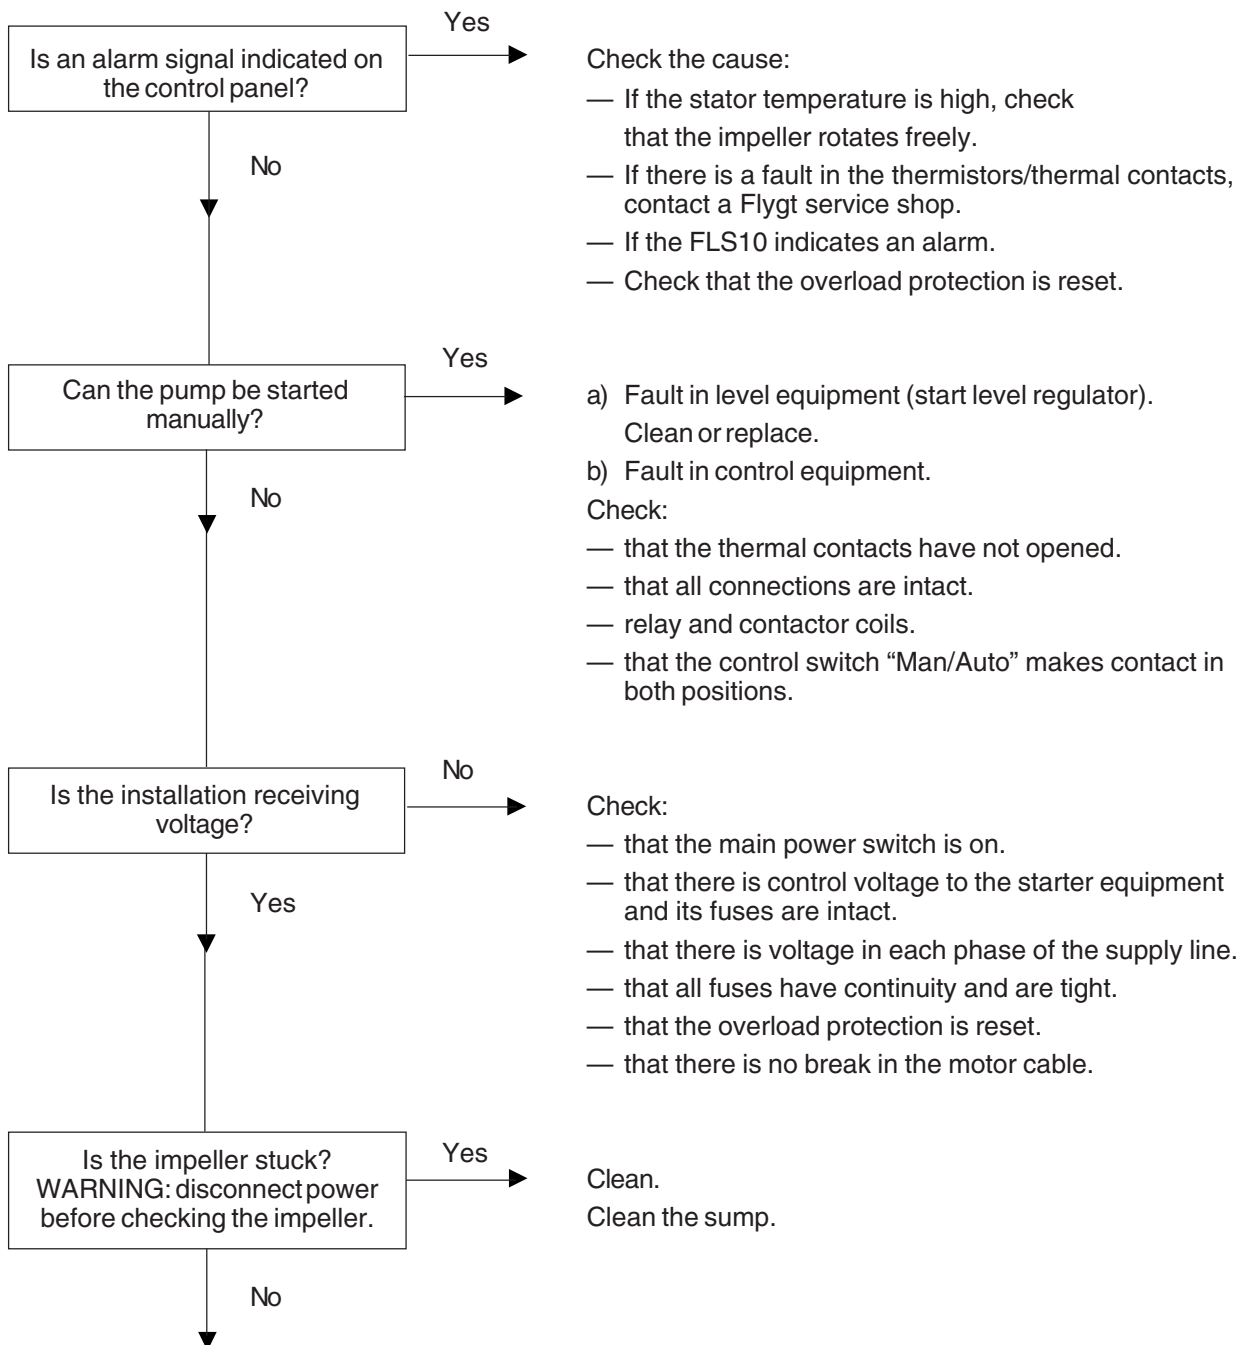 Yes
Is an alarm signal indicated on
the control panel?
No
Check the cause:
— If the stator temperature is high, check
that the impeller rotates freely.
— If there is a fault in the thermistors/thermal contacts,
contact a Flygt service shop.
— If the FLS10 indicates an alarm.
— Check that the overload protection is reset.
Yes
Can the pump be started
manually?
No
a) Fault in level equipment (start level regulator).
Clean or replace.
b) Fault in control equipment.
Check:
— that the thermal contacts have not opened.
— that all connections are intact.
— relay and contactor coils.
— that the control switch “Man/Auto” makes contact in
both positions.
No
Is the installation receiving
voltage?
Yes
Check:
— that the main power switch is on.
— that there is control voltage to the starter equipment
and its fuses are intact.
— that there is voltage in each phase of the supply line.
— that all fuses have continuity and are tight.
— that the overload protection is reset.
— that there is no break in the motor cable.
Yes
Is the impeller stuck?
WARNING: disconnect power
before checking the impeller.
No
Clean.
Clean the sump.